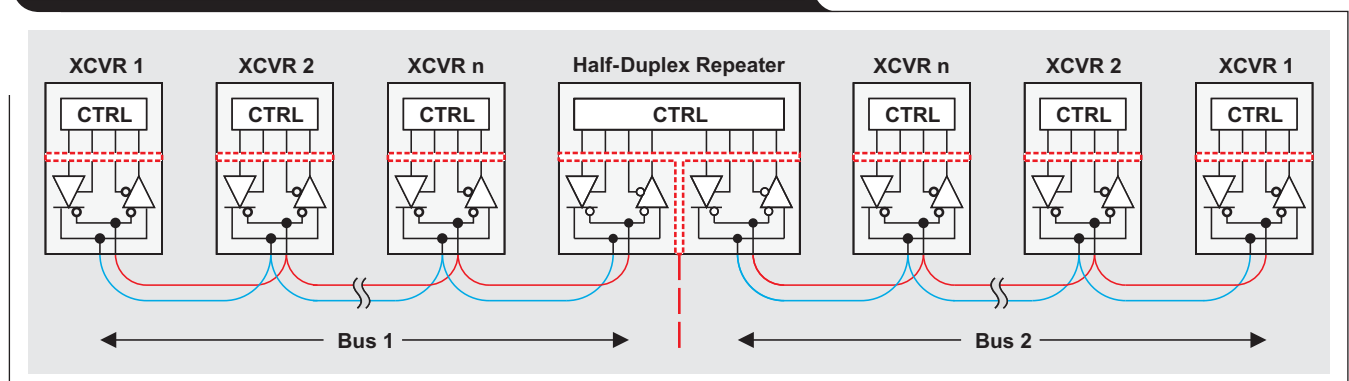 XCVR 1 XCVR 2 XCVR n Half-Duplex Repeater XCVR n XCVR 2 XCVR 1
CTRL CTRL CTRL CTRL CTRL CTRL CTRL
Bus 1 Bus 2